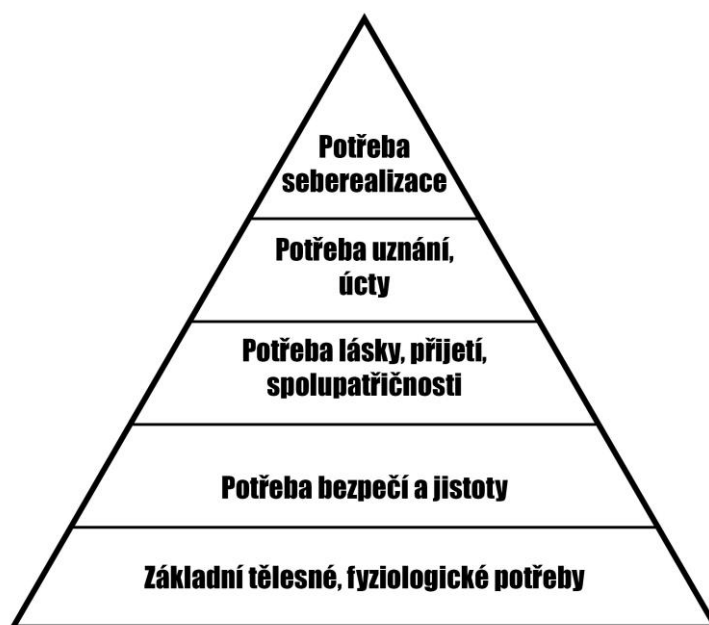 Potřeba
seberealizace
Potřeba uznání,
úcty
Potřeba lásky, přijetí,
spolupatřičnosti
Potřeba bezpečí a jistoty
Základní tělesné, fyziologické potřeby